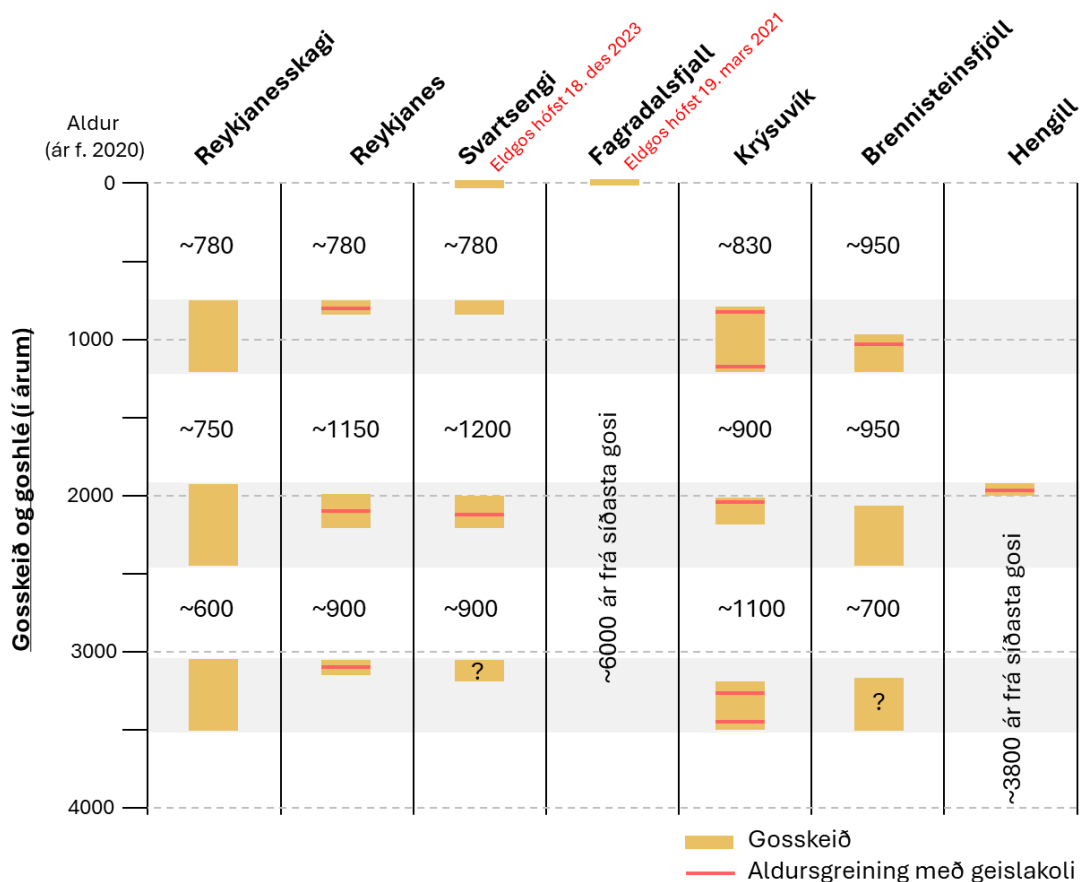 Reykjanesskagi
Reykjanes
Svartsengi
Eldgos hófst 18. des 2023
Fagradalsfjall
Eldgos hófst 19. mars 2021
Krýsuvík
Brennisteinsfjöll
Hengill
Aldur
(ár f. 2020)
Gosskeið og goshlé (í árum)
0
~780
~780
~780
~830
~950
1000
~750
~1150
~1200
~900
~950
2000
~6000 ár frá síðasta gosi
~3800 ár frá síðasta gosi
~600
~900
~900
~1100
~700
3000
?
?
4000
Gosskeið
Aldursgreining með geislakoli